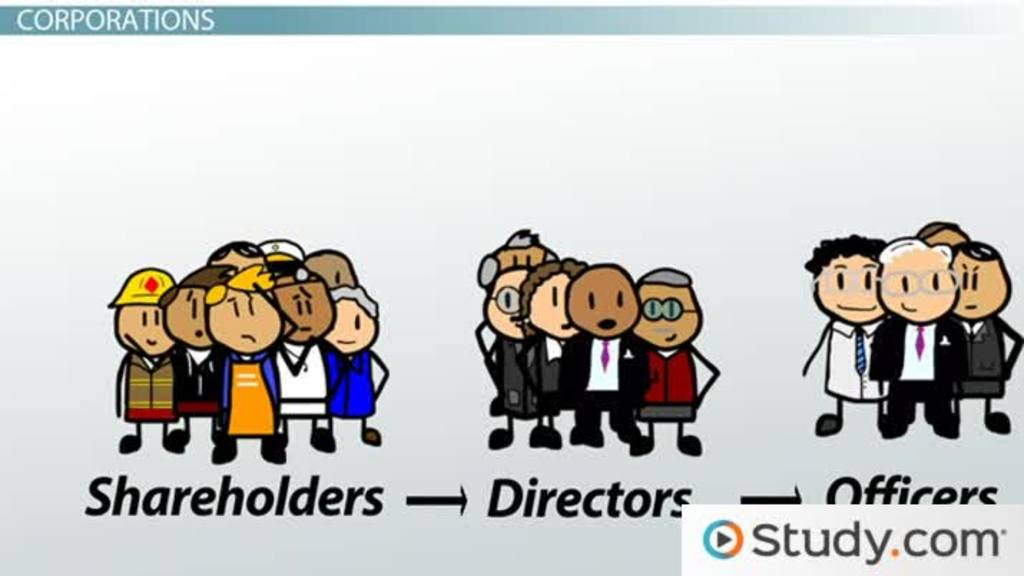 CORPORATIONS
Shareholders → Directors → Officers
Study.com